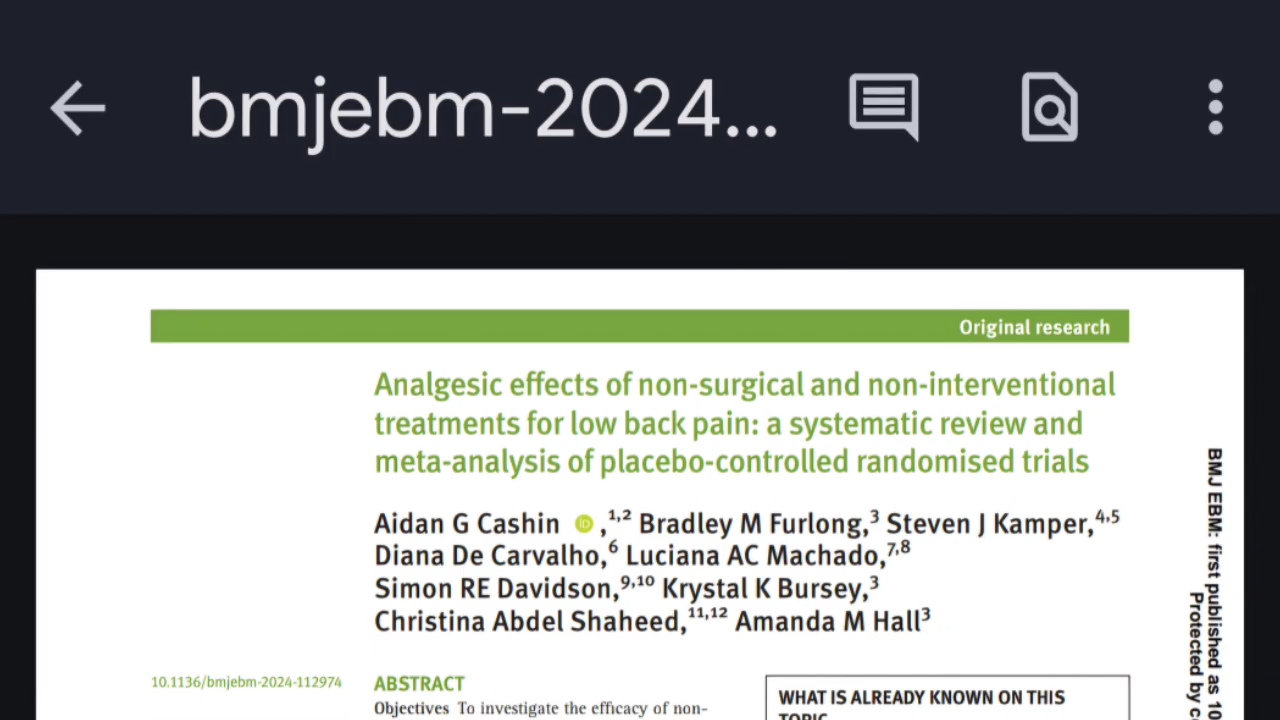 bmjebm-2024...
Original research
Analgesic effects of non-surgical and non-interventional
treatments for low back pain: a systematic review and
meta-analysis of placebo-controlled randomised trials
Aidan G Cashin ,1,2 Bradley M Furlong,3 Steven J Kamper,4,5
Diana De Carvalho,6 Luciana AC Machado,7,8
Simon RE Davidson,9,10 Krystal K Bursey,3
Christina Abdel Shaheed,11,12 Amanda M Hall3
10.1136/bmjebm-2024-112974
ABSTRACT
Objectives To investigate the efficacy of non-
WHAT IS ALREADY KNOWN ON THIS
TOPIC
BMJ EBM: first published as 10
Protected by c